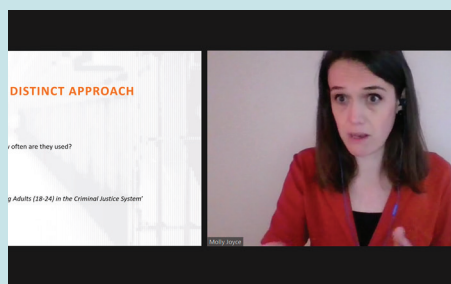 DISTINCT APPROACH
often are they used?
Adults (18-24) in the Criminal Justice System'
Molly Joyce